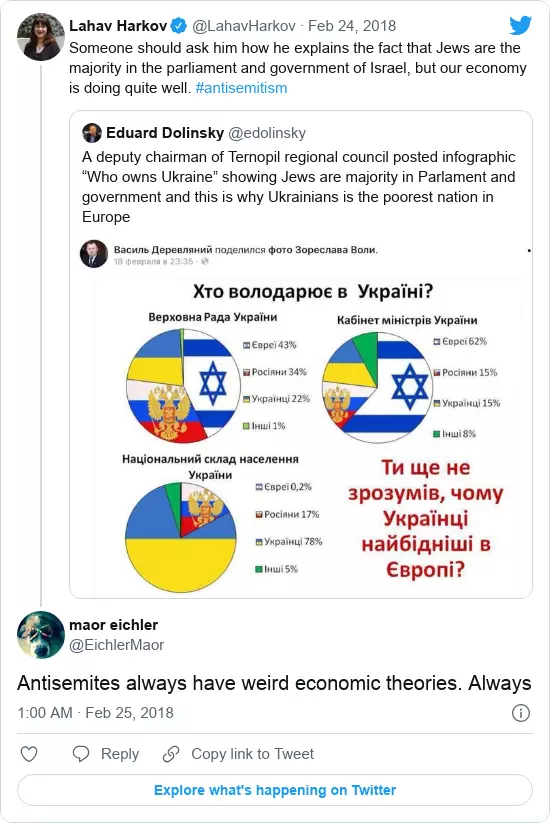 Lahav Harkov @LahavHarkov · Feb 24, 2018
Someone should ask him how he explains the fact that Jews are the
majority in the parliament and government of Israel, but our economy
is doing quite well. #antisemitism
Eduard Dolinsky @edolinsky
A deputy chairman of Ternopil regional council posted infographic
“Who owns Ukraine” showing Jews are majority in Parlament and
government and this is why Ukrainians is the poorest nation in
Europe
Василь Деревляний поделился фото Зореслава Воли.
18 февраля в 23:35 ·
Хто володарює в Україні?
Верховна Рада України
Євреї 43%
Росіяни 34%
Українці 22%
Інші 1%
Кабінет міністрів України
Євреї 62%
Росіяни 15%
Українці 15%
Інші 8%
Національний склад населення
України
Євреї 0,2%
Росіяни 17%
Українці 78%
Інші 5%
Ти ще не
зрозумів, чому
Українці
найбідніші в
Європі?
maor eichler
@EichlerMaor
Antisemites always have weird economic theories. Always
1:00 AM · Feb 25, 2018
Reply
Copy link to Tweet
Explore what's happening on Twitter